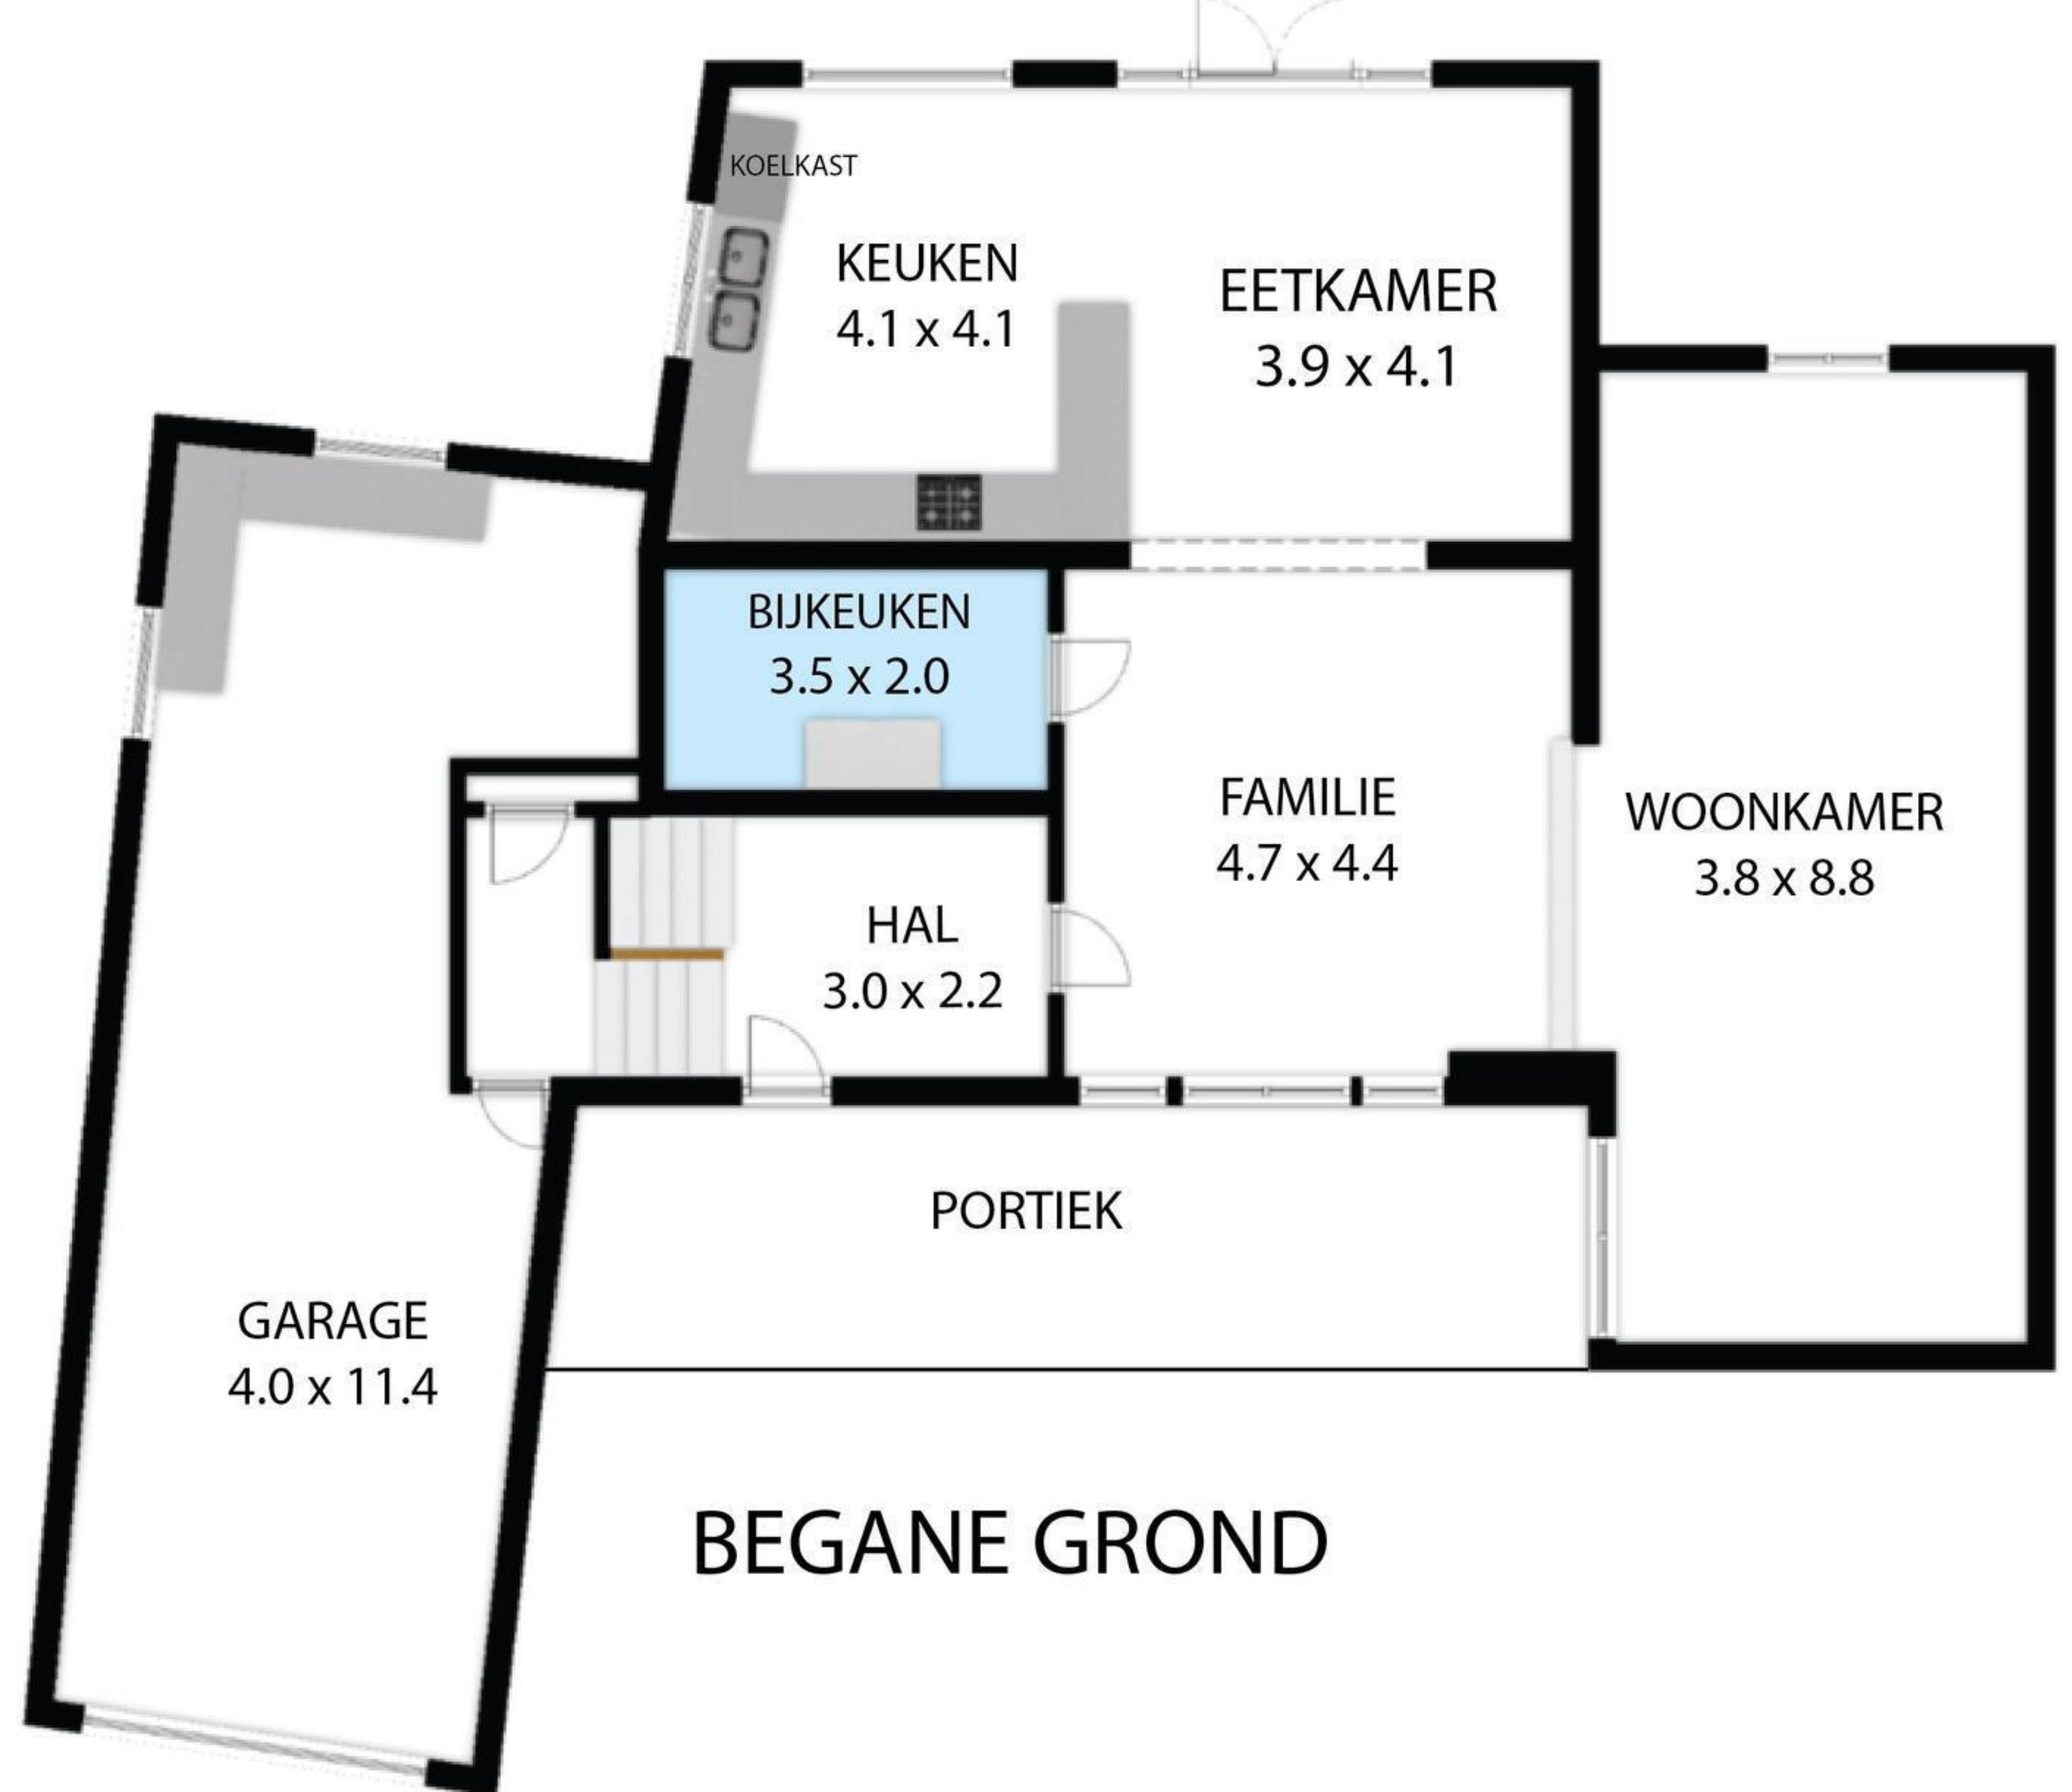 KOELKAST
KEUKEN
4.1 x 4.1
EETKAMER
3.9 x 4.1
BIJKEUKEN
3.5 x 2.0
FAMILIE
4.7 x 4.4
WOONKAMER
3.8 x 8.8
HAL
3.0 x 2.2
PORTIEK
GARAGE
4.0 x 11.4
BEGANE GROND